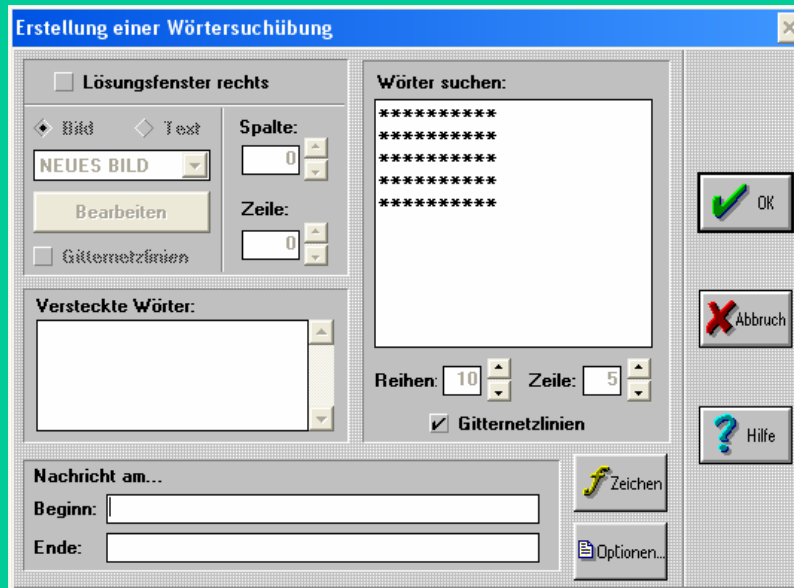 Erstellung einer Wörtersuchübung
Lösungsfenster rechts
Bild
Text
NEUES BILD
Bearbeiten
Gitternetzlinien
Spalte:
0
Zeile:
0
Versteckte Wörter:
Wörter suchen:
**********
**********
**********
**********
**********
Reihen: 10 Zeile: 5
Gitternetzlinien
Nachricht am...
Beginn:
Ende:
Zeichen
Optionen...
OK
Abbruch
Hilfe